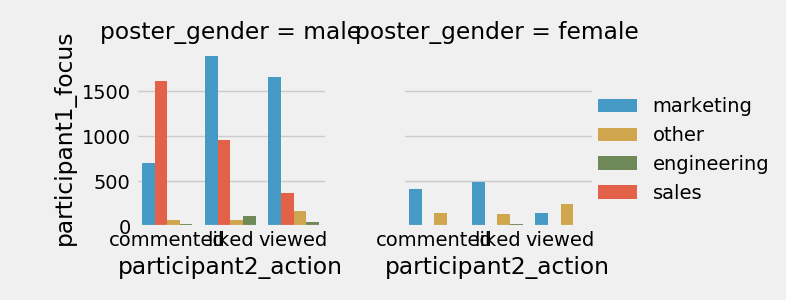 poster_gender = male
poster_gender = female
participant1_focus
1500
1000
500
0
commented
liked
viewed
commented
liked
viewed
participant2_action
participant2_action
marketing
other
engineering
sales